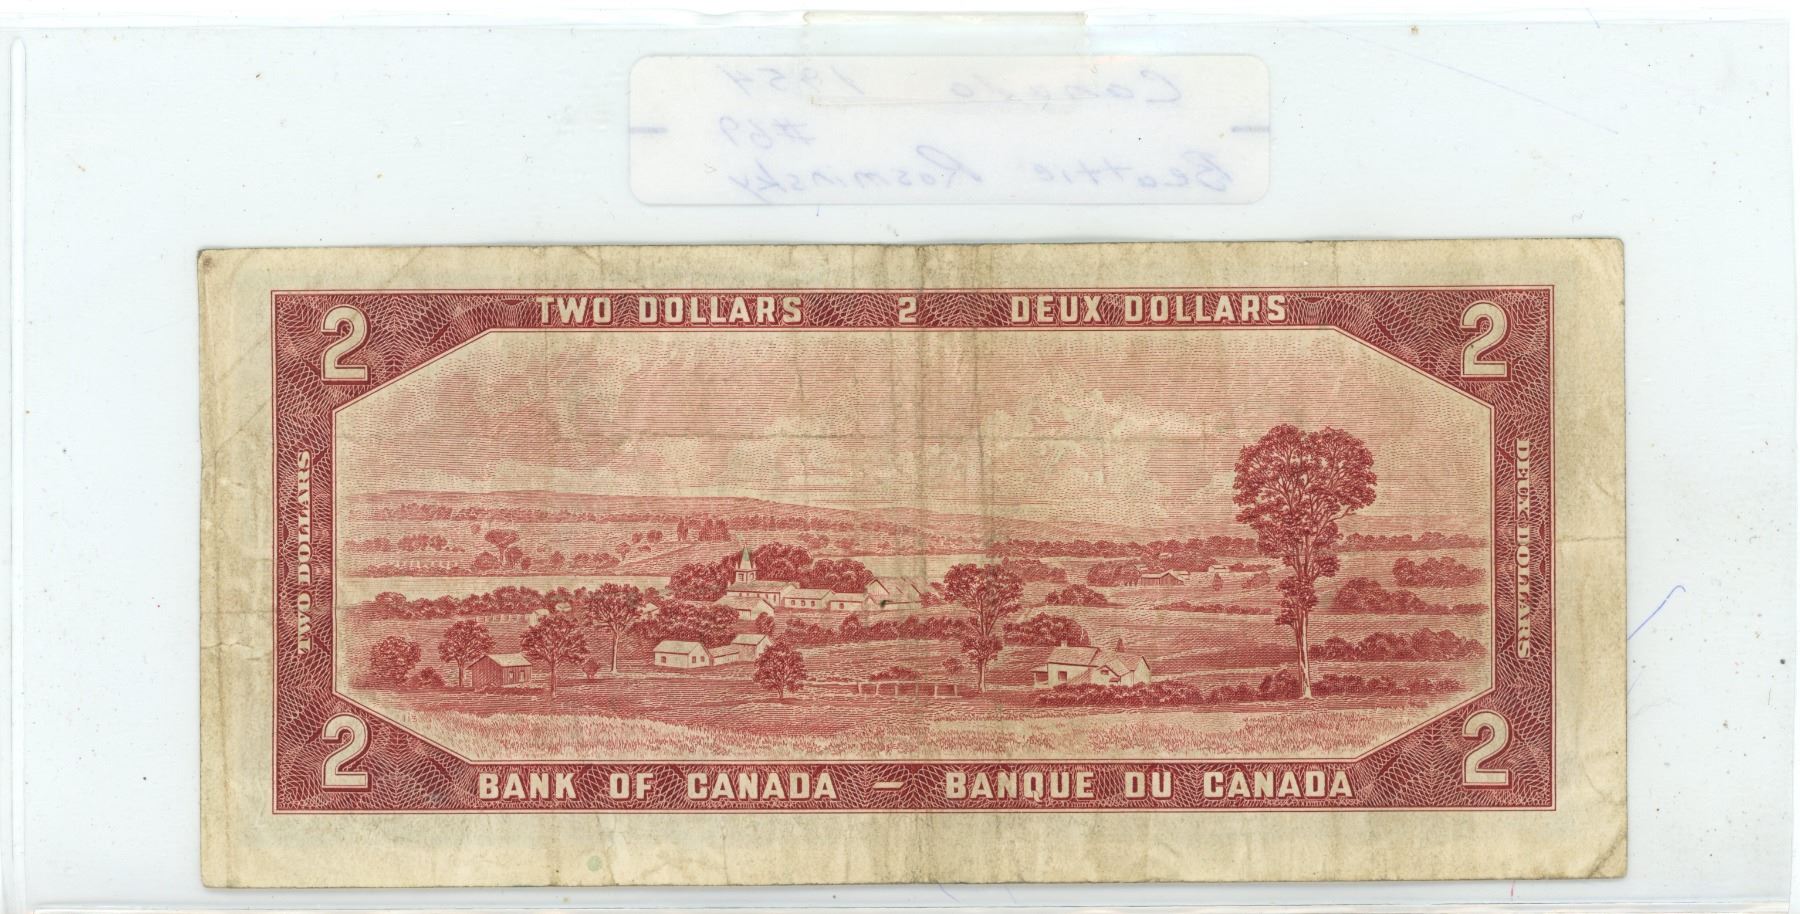 Canada 1954
#69
Beattie Rasminsky
TWO DOLLARS 2 DEUX DOLLARS
2
2
TWO DOLLARS
DEUX DOLLARS
2
2
BANK OF CANADA — BANQUE DU CANADA